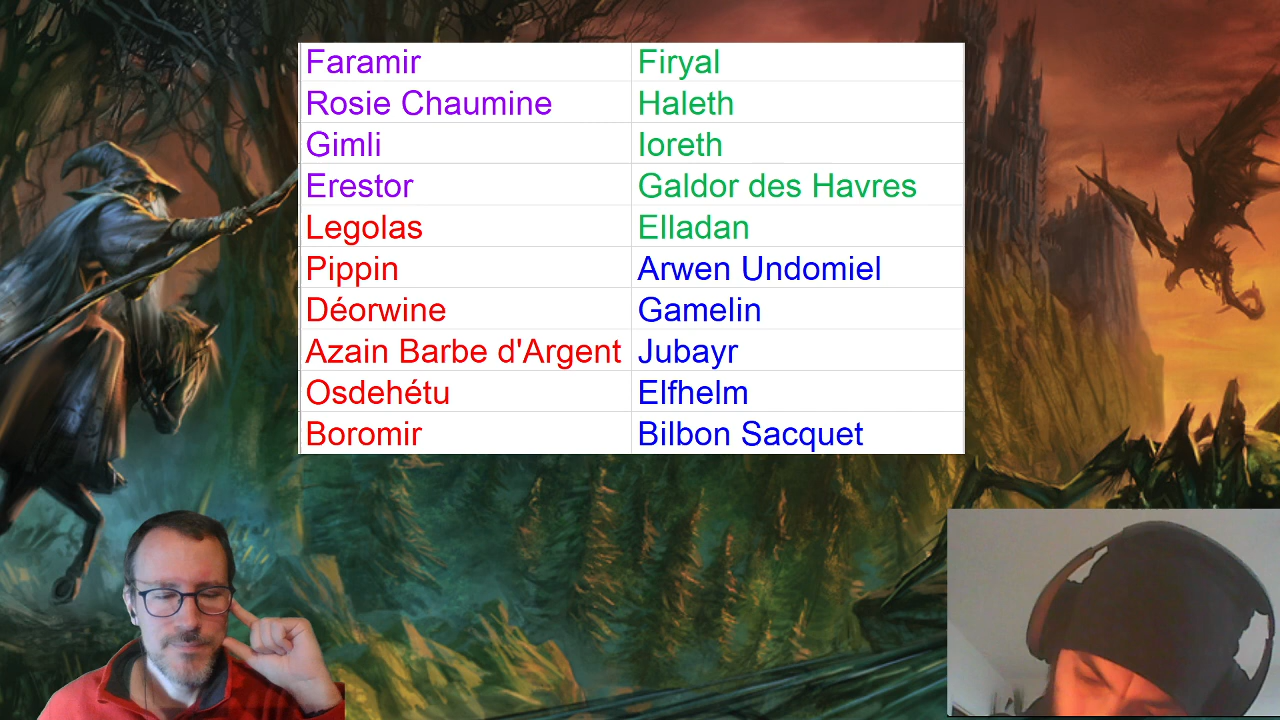 Faramir Firyal
Rosie Chaumine Haleth
Gimli Ioreth
Erestor Galdor des Havres
Legolas Elladan
Pippin Arwen Undomiel
Déorwine Gamelin
Azain Barbe d'Argent Jubayr
Osdehétu Elfhelm
Boromir Bilbon Sacquet